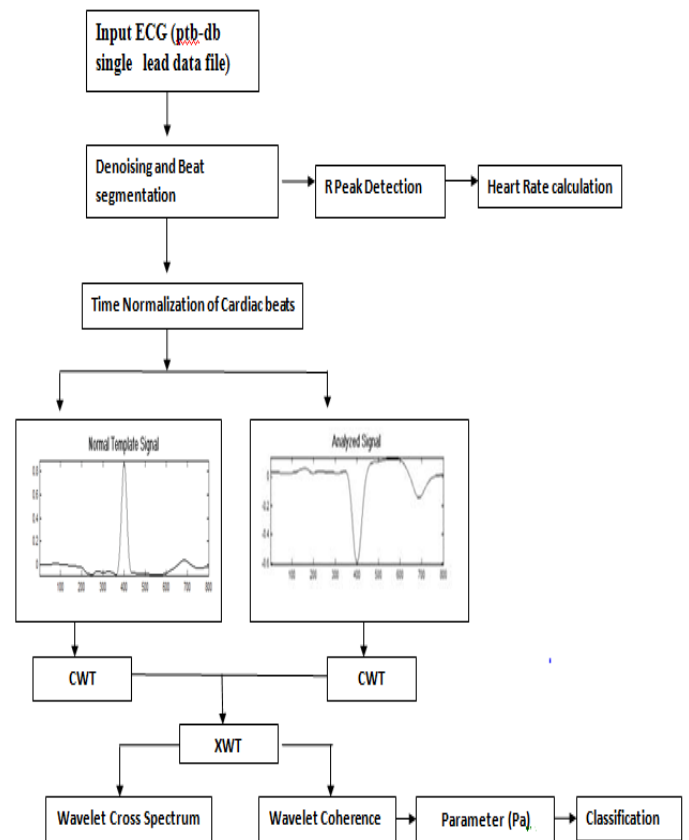 Input ECG (ptb-db
single lead data file)
Denoising and Beat
segmentation
R Peak Detection
Heart Rate calculation
Time Normalization of Cardiac beats
Normal Template Signal
Analyzed Signal
CWT
CWT
XWT
Wavelet Cross Spectrum
Wavelet Coherence
Parameter (Pa)
Classification